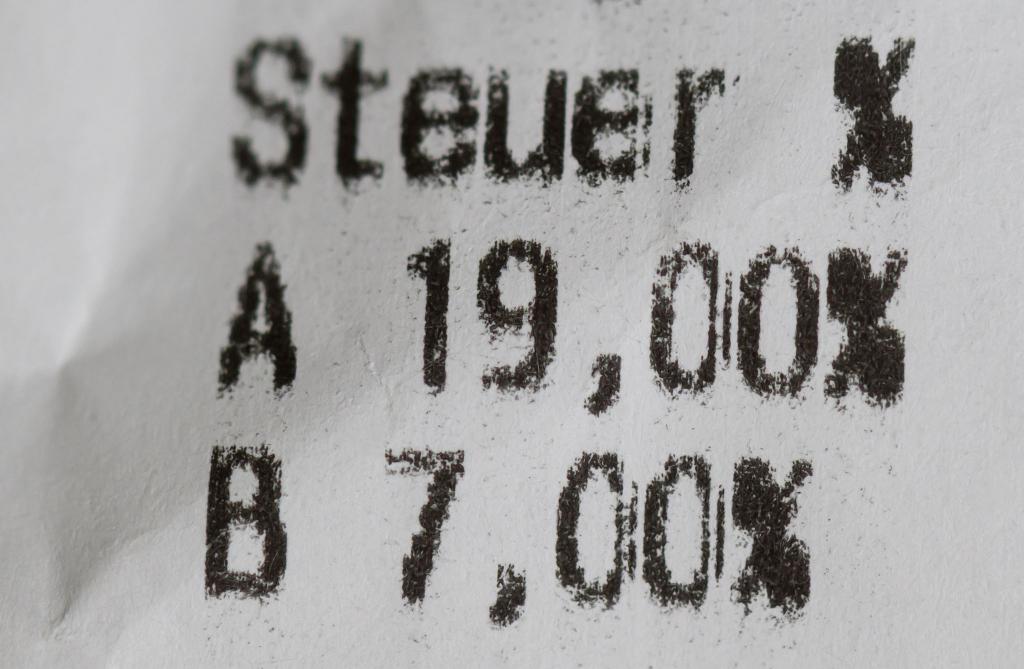 Steuer %
A 19,00%
B 7,00%